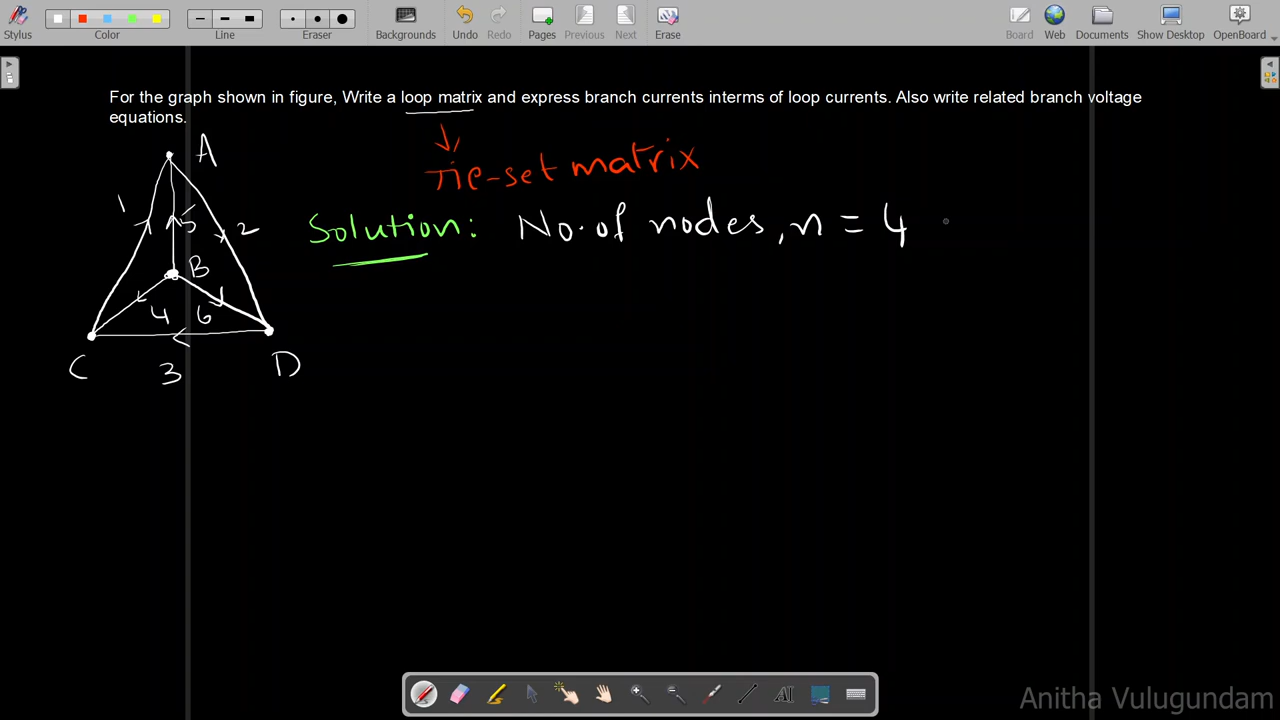 Stylus
Color
Line
Eraser
Backgrounds
Undo
Redo
Pages
Previous
Next
Erase
Board
Web
Documents
Show Desktop
OpenBoard
For the graph shown in figure, Write a loop matrix and express branch currents interms of loop currents. Also write related branch voltage
equations.
A
Tie-set matrix
1
5
2
Solution: No. of nodes, n = 4
B
4
6
C
3
D
AI
Anitha Vulugundam